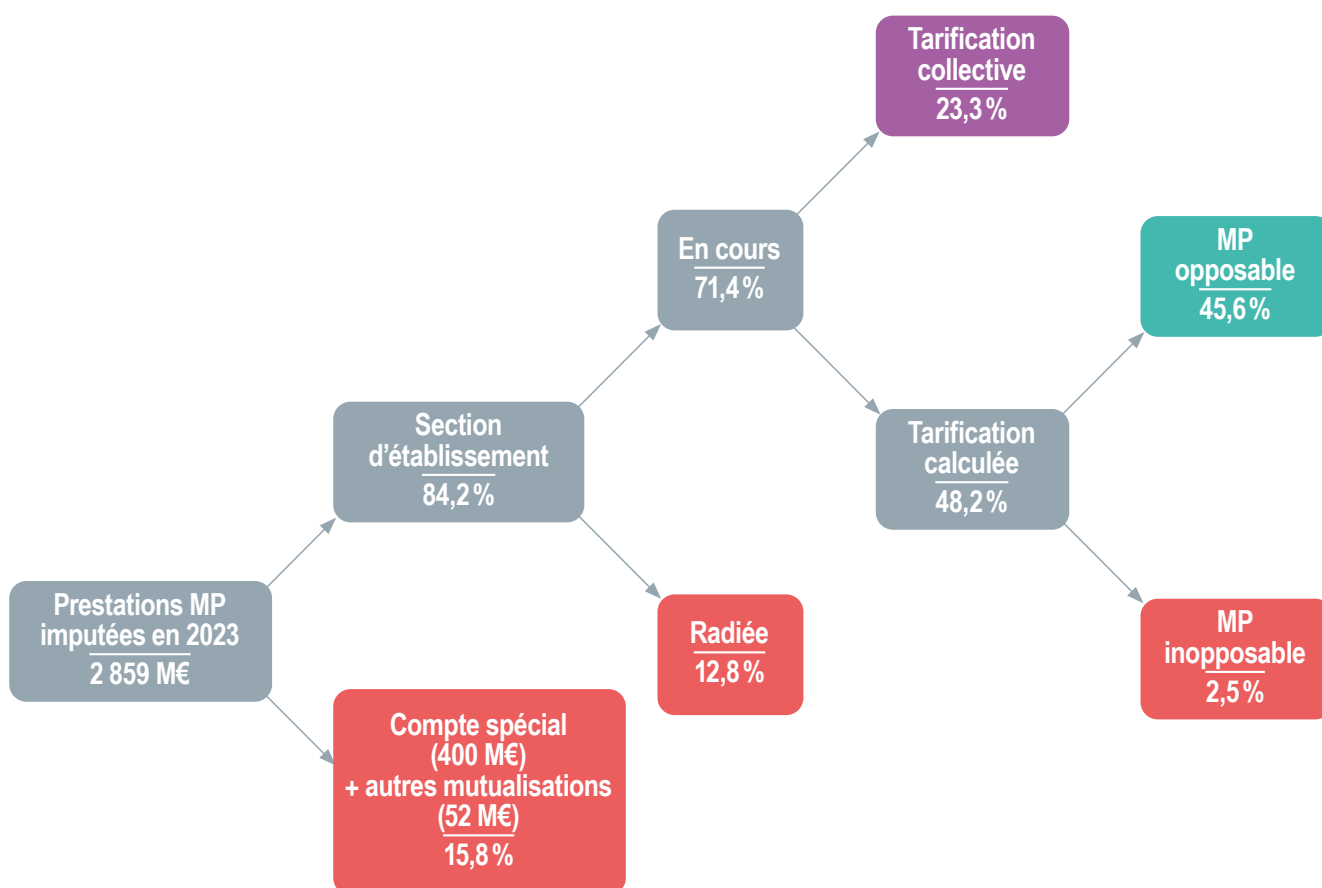 Tarification
collective
23,3 %
En cours
71,4 %
MP
opposable
45,6 %
Section
d'établissement
84,2 %
Tarification
calculée
48,2 %
Prestations MP
imputées en 2023
2 859 M€
Radiée
12,8 %
MP
inopposable
2,5 %
Compte spécial
(400 M€)
+ autres mutualisations
(52 M€)
15,8 %